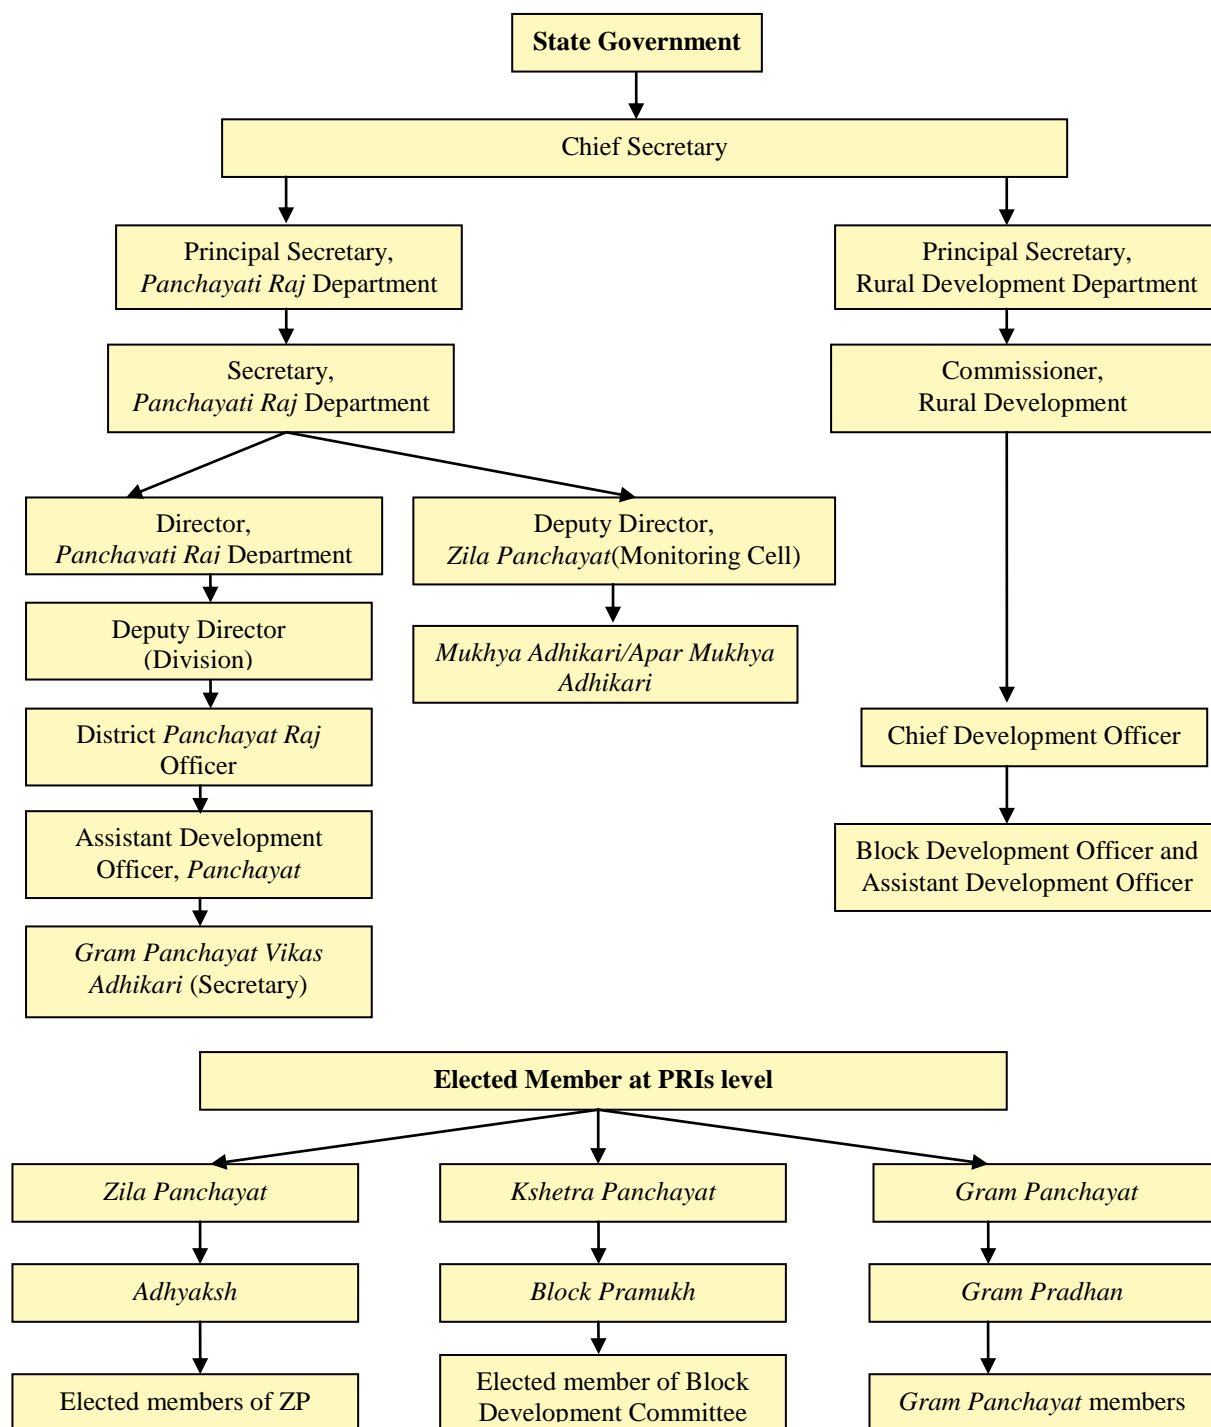 State Government
Chief Secretary
Principal Secretary,
Panchayati Raj Department
Principal Secretary,
Rural Development Department
Secretary,
Panchayati Raj Department
Commissioner,
Rural Development
Director,
Panchayati Raj Department
Deputy Director,
Zila Panchayat(Monitoring Cell)
Deputy Director
(Division)
Mukhya Adhikari/Apar Mukhya
Adhikari
District Panchayat Raj
Officer
Chief Development Officer
Assistant Development
Officer, Panchayat
Block Development Officer and
Assistant Development Officer
Gram Panchayat Vikas
Adhikari (Secretary)
Elected Member at PRIs level
Zila Panchayat
Kshetra Panchayat
Gram Panchayat
Adhyaksh
Block Pramukh
Gram Pradhan
Elected members of ZP
Elected member of Block
Development Committee
Gram Panchayat members